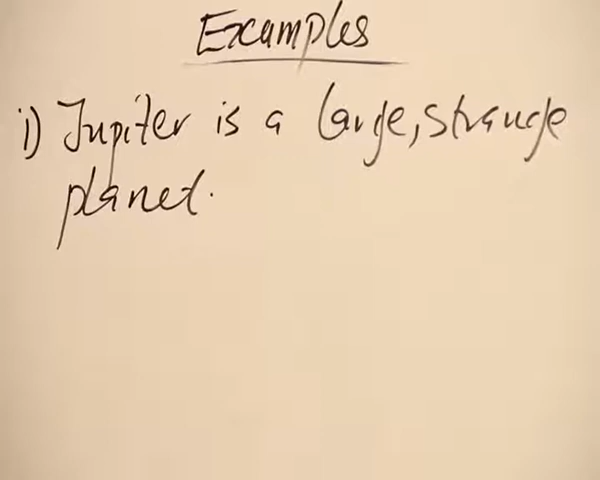 Examples
i) Jupiter is a large, strange
planet.